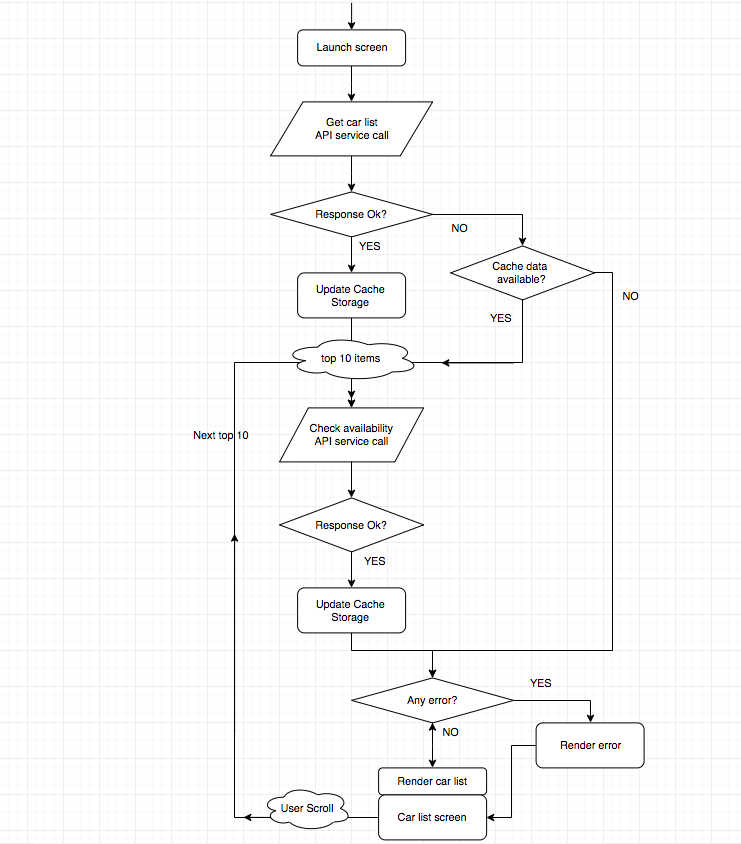 Launch screen
Get car list
API service call
Response Ok?
NO
YES
Cache data
available?
Update Cache
Storage
NO
YES
top 10 items
Check availability
API service call
Next top 10
Response Ok?
YES
Update Cache
Storage
YES
Any error?
NO
Render error
Render car list
User Scroll
Car list screen